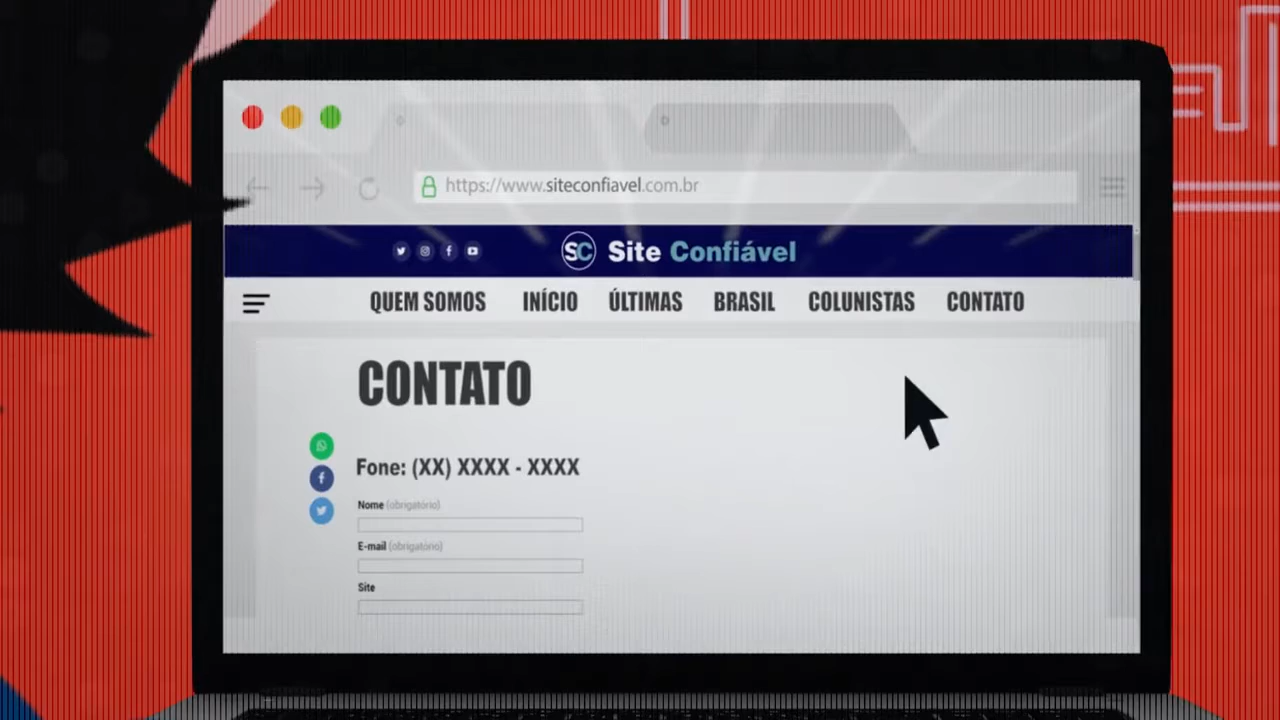 https://www.siteconfiavel.com.br
SC Site Confiável
QUEM SOMOS INÍCIO ÚLTIMAS BRASIL COLUNISTAS CONTATO
CONTATO
Fone: (XX) XXXX - XXXX
Nome (obrigatório)
E-mail (obrigatório)
Site